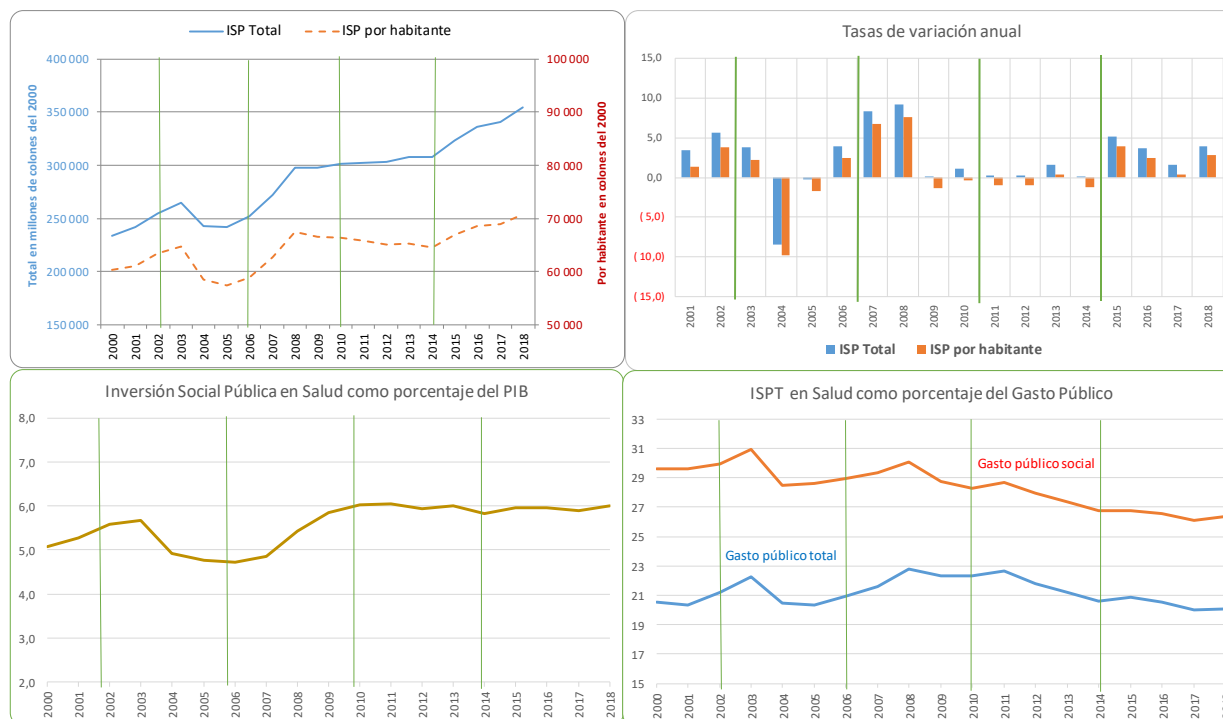 ISP Total
ISP por habitante
Total en millones de colones del 2000
400 000
350 000
300 000
250 000
200 000
150 000
100 000
90 000
80 000
70 000
60 000
50 000
Por habitante en colones del 2000
2000 2001 2002 2003 2004 2005 2006 2007 2008 2009 2010 2011 2012 2013 2014 2015 2016 2017 2018
Tasas de variación anual
15,0
10,0
5,0
0,0
( 5,0)
( 10,0)
( 15,0)
2001 2002 2003 2004 2005 2006 2007 2008 2009 2010 2011 2012 2013 2014 2015 2016 2017 2018
ISP Total
ISP por habitante
Inversión Social Pública en Salud como porcentaje del PIB
8,0
7,0
6,0
5,0
4,0
3,0
2,0
2000 2001 2002 2003 2004 2005 2006 2007 2008 2009 2010 2011 2012 2013 2014 2015 2016 2017 2018
ISPT en Salud como porcentaje del Gasto Público
33
31
29
27
25
23
21
19
17
15
Gasto público social
Gasto público total
2000 2001 2002 2003 2004 2005 2006 2007 2008 2009 2010 2011 2012 2013 2014 2015 2016 2017 2018